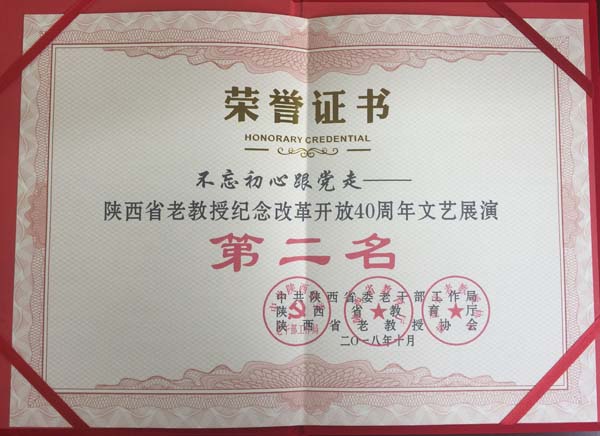 荣誉证书
HONORARY CREDENTIAL
不忘初心跟党走——
陕西省老教授纪念改革开放40周年文艺展演
第二名
中共陕西省委老干部工作局
陕西省教育厅
陕西省老教授协会
二〇一八年十月